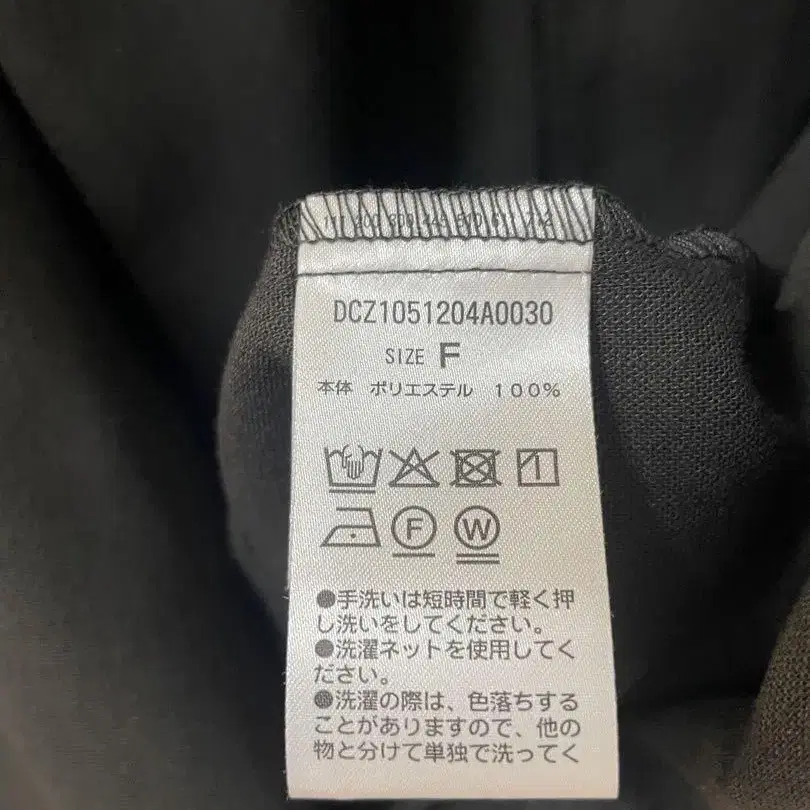 DCZ1051204A0030
SIZE F
本体 ポリエステル 100%
1
F W
●手洗いは短時間で軽く押
し洗いをしてください。
●洗濯ネットを使用してく
ださい。
●洗濯の際は、色落ちする
ことがありますので、他の
物と分けて単独で洗ってく